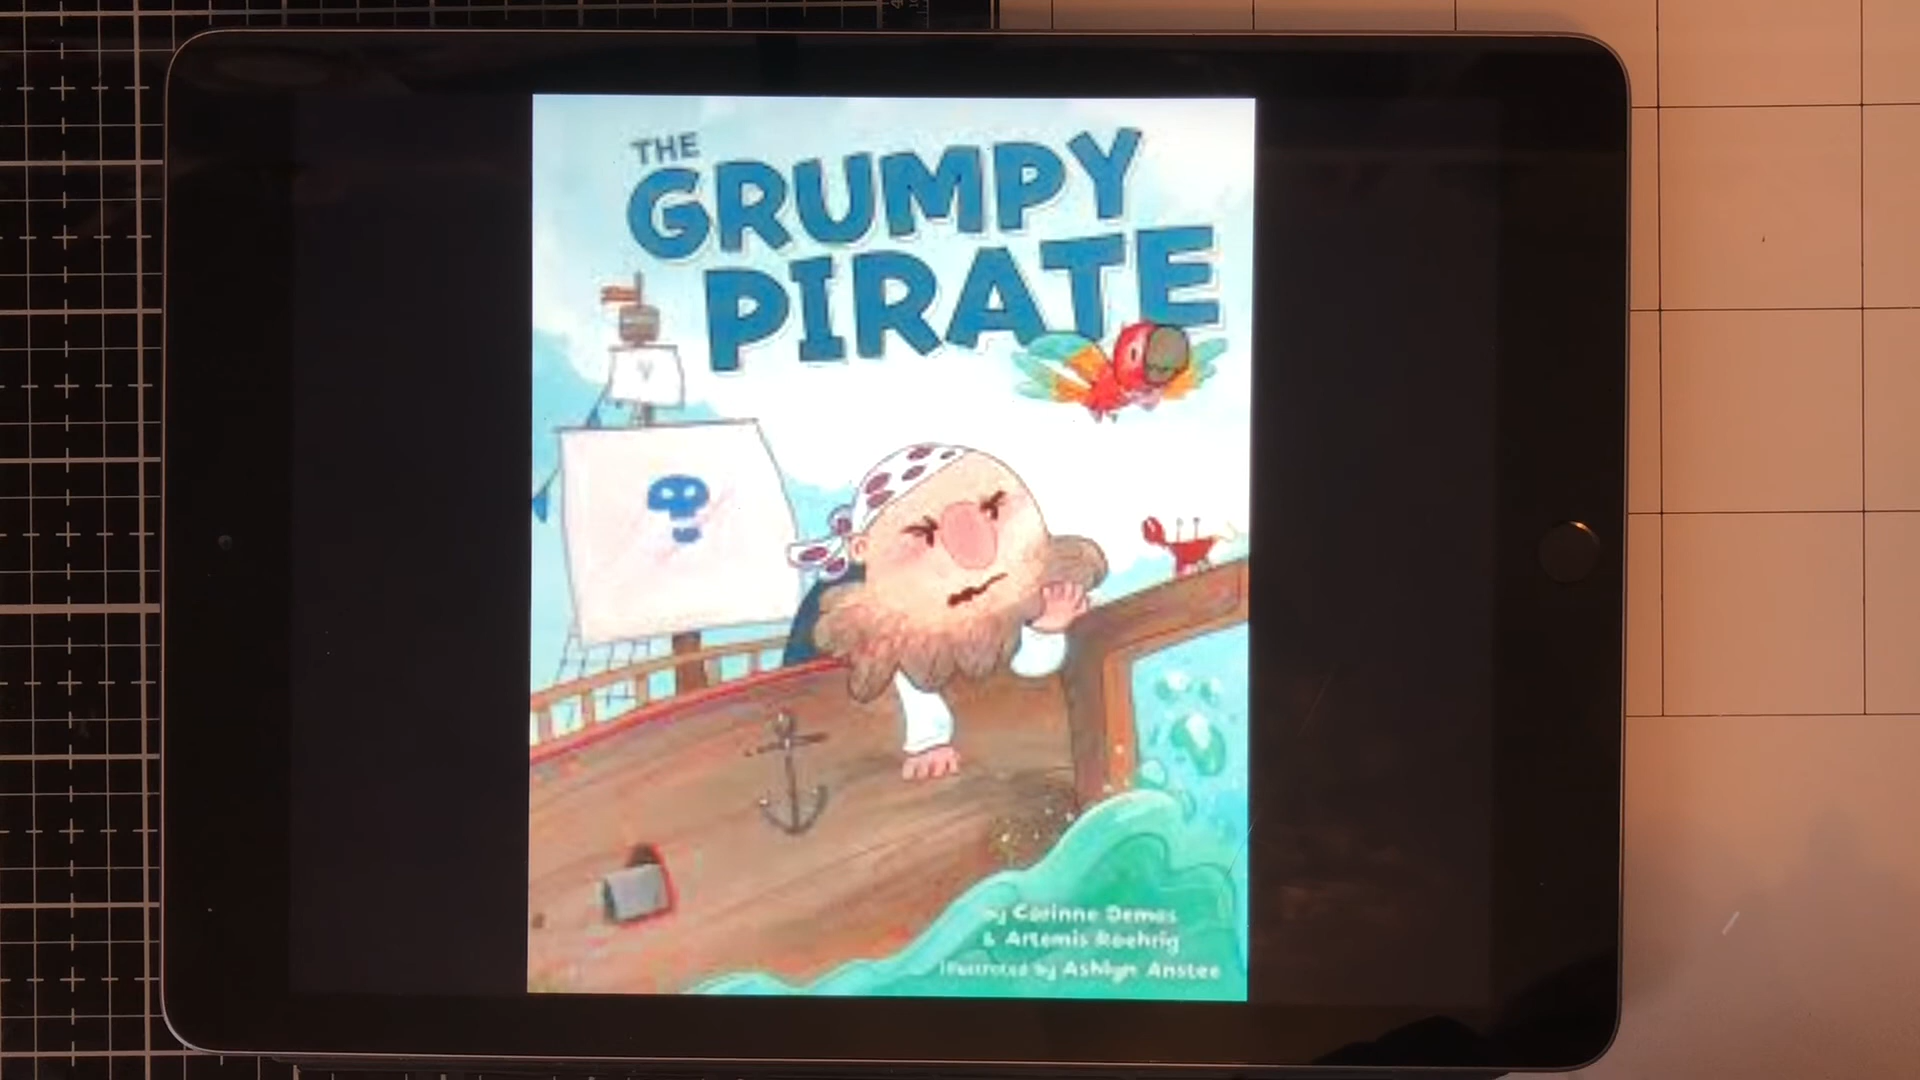 THE
GRUMPY
PIRATE
by Corinne Demas
& Artemis Roehrig
illustrated by Ashlyn Anstee